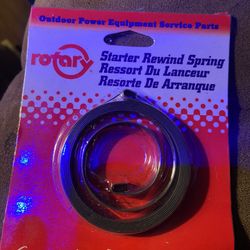 Outdoor Power Equipment Service Parts
rotary
Starter Rewind Spring
Ressort Du Lanceur
Resorte De Arranque